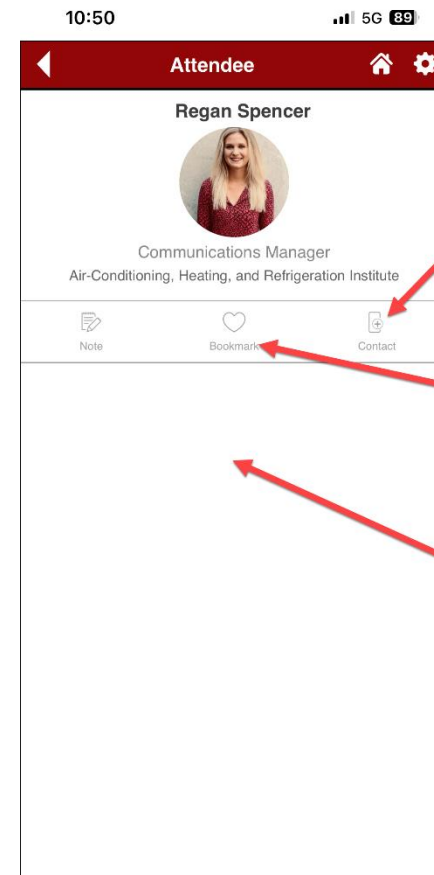 10:50 5G 89
Attendee
Regan Spencer
Communications Manager
Air-Conditioning, Heating, and Refrigeration Institute
Note Bookmark Contact